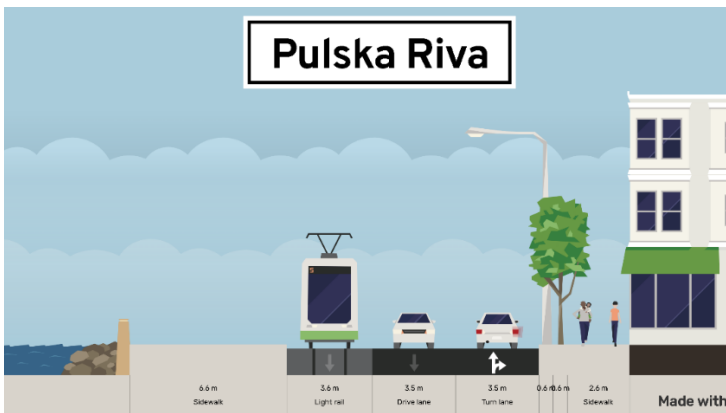 Pulska Riva
S
6.6 m
3.6 m
3.5 m
3.5 m
0.6 m
0.6 m
2.6 m
Sidewalk
Light rail
Drive lane
Turn lane
Sidewalk
Made with